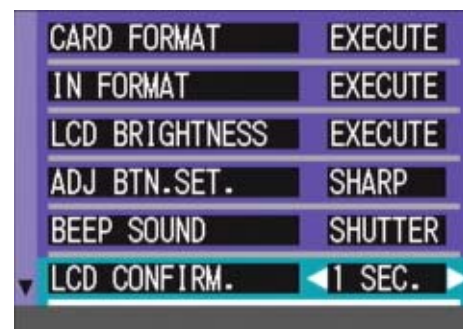 CARD FORMAT EXECUTE
IN FORMAT EXECUTE
LCD BRIGHTNESS EXECUTE
ADJ BTN.SET. SHARP
BEEP SOUND SHUTTER
LCD CONFIRM. 1 SEC.